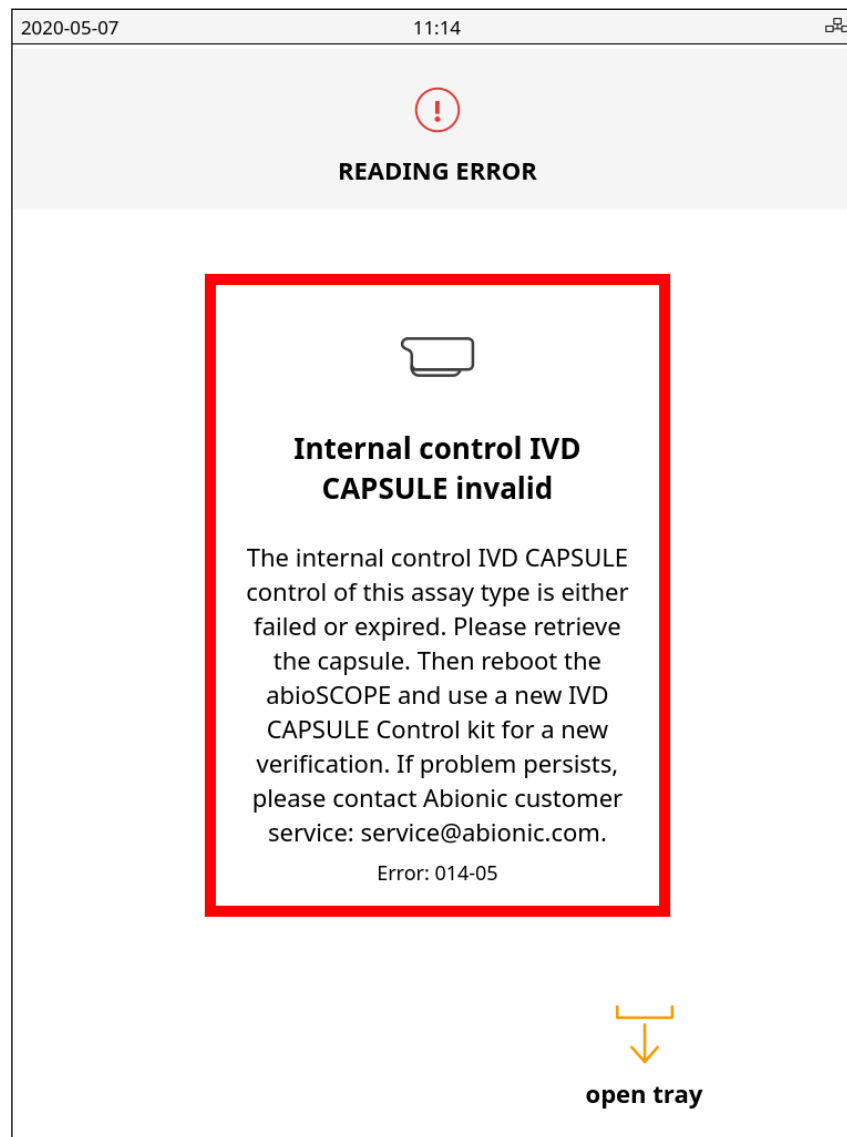 2020-05-07 11:14
READING ERROR
Internal control IVD
CAPSULE invalid
The internal control IVD CAPSULE
control of this assay type is either
failed or expired. Please retrieve
the capsule. Then reboot the
abioSCOPE and use a new IVD
CAPSULE Control kit for a new
verification. If problem persists,
please contact Abionic customer
service: service@abionic.com.
Error: 014-05
open tray